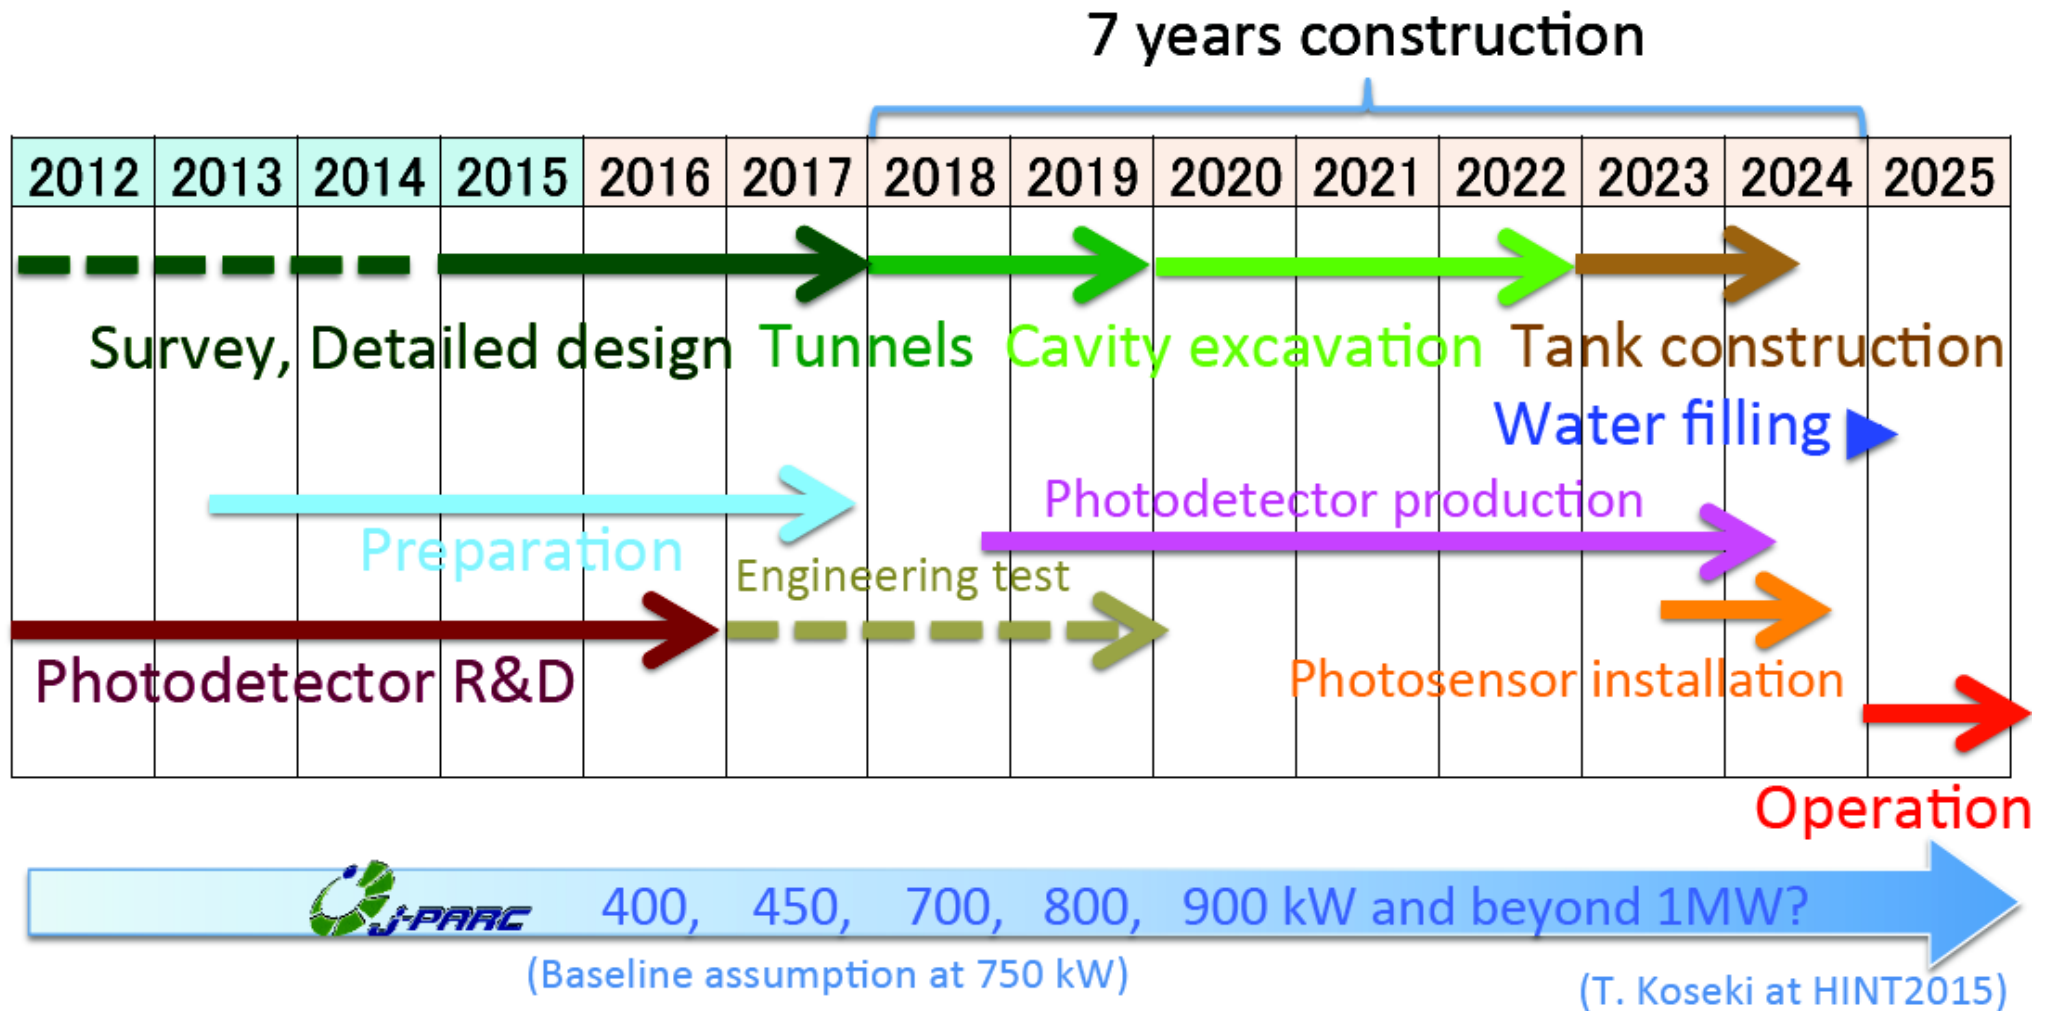 7 years construction
2012 2013 2014 2015 2016 2017 2018 2019 2020 2021 2022 2023 2024 2025
Survey, Detailed design Tunnels Cavity excavation Tank construction
Water filling
Photodetector production
Preparation
Engineering test
Photodetector R&D
Photosensor installation
Operation
J-PARC 400, 450, 700, 800, 900 kW and beyond 1MW?
(Baseline assumption at 750 kW)
(T. Koseki at HINT2015)